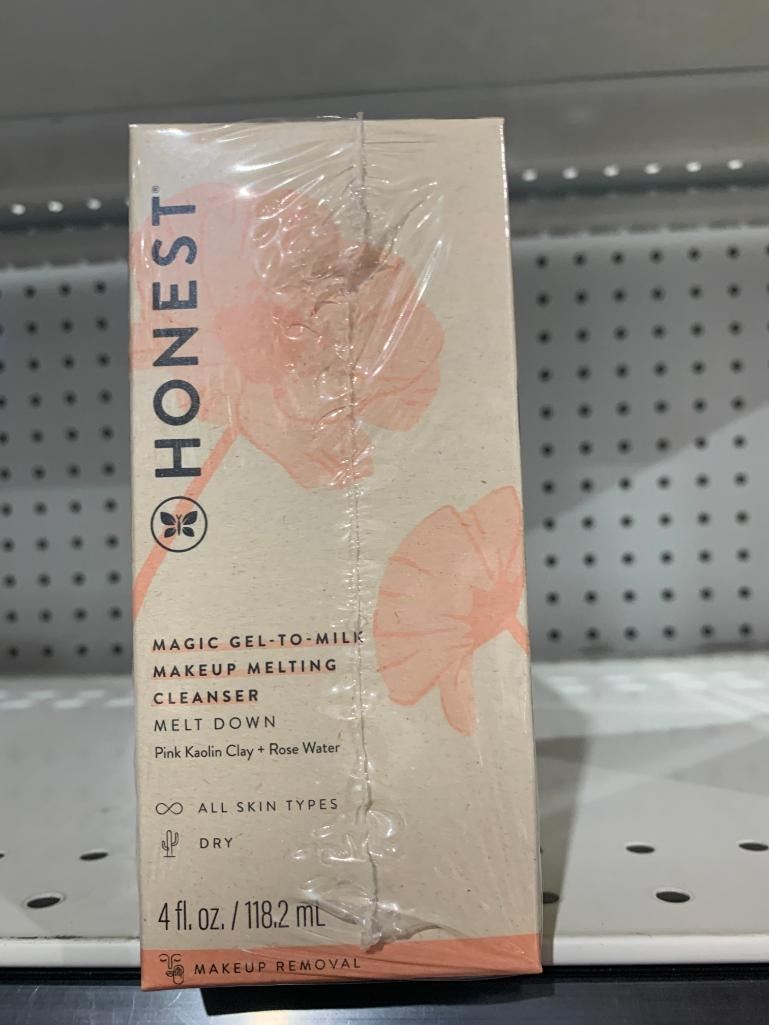 HONEST®
MAGIC GEL-TO-MILK
MAKEUP MELTING
CLEANSER
MELT DOWN
Pink Kaolin Clay + Rose Water
ALL SKIN TYPES
DRY
4 fl. oz. / 118.2 mL
MAKEUP REMOVAL